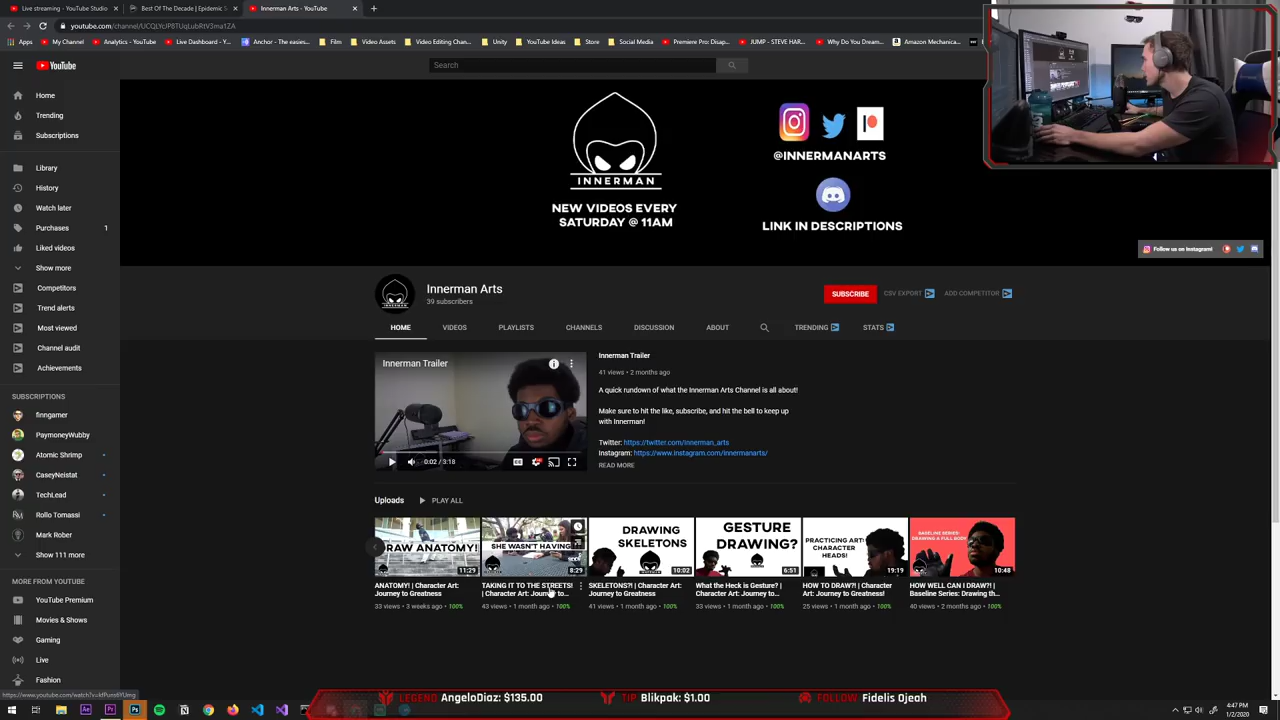 Live streaming - YouTube Studio
Best Of The Decade | Epidemic S
Innerman Arts - YouTube
youtube.com/channel/UCQLYcJP8TUqLubRtV3ma1ZA
Apps
My Channel
Analytics - YouTu
Live Dashboard - Y...
Anchor - The easies...
Film
Video Assets
Video Editing Chan...
Unity
YouTube Ideas
Store
Social Media
Premiere Pro: Disap...
JUMP - STEVE HAR...
Why Do You Dream...
Amazon Mechanica...
YouTube
Search
Home
Trending
Subscriptions
Library
History
Watch later
Purchases 1
Liked videos
Show more
Competitors
Trend alerts
Most viewed
Channel audit
Achievements
SUBSCRIPTIONS
finngamer
PaymoneyWubby
Atomic Shrimp
CaseyNeistat
TechLead
Rollo Tomassi
Mark Rober
Show 111 more
MORE FROM YOUTUBE
YouTube Premium
Movies & Shows
Gaming
Live
Fashion
INNERMAN
NEW VIDEOS EVERY
SATURDAY @ 11AM
@INNERMANARTS
LINK IN DESCRIPTIONS
Follow us on Instagram!
Innerman Arts
39 subscribers
SUBSCRIBE
CSV EXPORT
ADD COMPETITOR
HOME VIDEOS PLAYLISTS CHANNELS DISCUSSION ABOUT TRENDING STATS
Innerman Trailer
0:02 / 3:18
Innerman Trailer
41 views • 2 months ago
A quick rundown of what the Innerman Arts Channel is all about!
Make sure to hit the like, subscribe, and hit the bell to keep up
with Innerman!
Twitter: https://twitter.com/innerman_arts
Instagram: https://www.instagram.com/innermanarts/
READ MORE
Uploads PLAY ALL
RAW ANATOMY!
11:29
ANATOMY! | Character Art:
Journey to Greatness
33 views • 3 weeks ago 100%
SHE WASN'T HAVING
8:29
TAKING IT TO THE STREETS!
| Character Art: Journey to...
43 views • 1 month ago 100%
DRAWING
SKELETONS
10:02
SKELETONS?! | Character Art:
Journey to Greatness
41 views • 1 month ago 100%
GESTURE
DRAWING?
6:51
What the Heck is Gesture? |
Character Art: Journey to...
33 views • 1 month ago 100%
PRACTICING ART:
CHARACTER
HEADS!
19:19
HOW TO DRAW?! | Character
Art: Journey to Greatness!
25 views • 1 month ago 100%
BASELINE SERIES:
DRAWING A FULL BODY
10:48
HOW WELL CAN I DRAW?! |
Baseline Series: Drawing th...
40 views • 2 months ago 100%
LEGEND AngeloDiaz: $135.00
TIP Blikpak: $1.00
FOLLOW Fidelis Ojeah
4:47 PM
1/2/2020